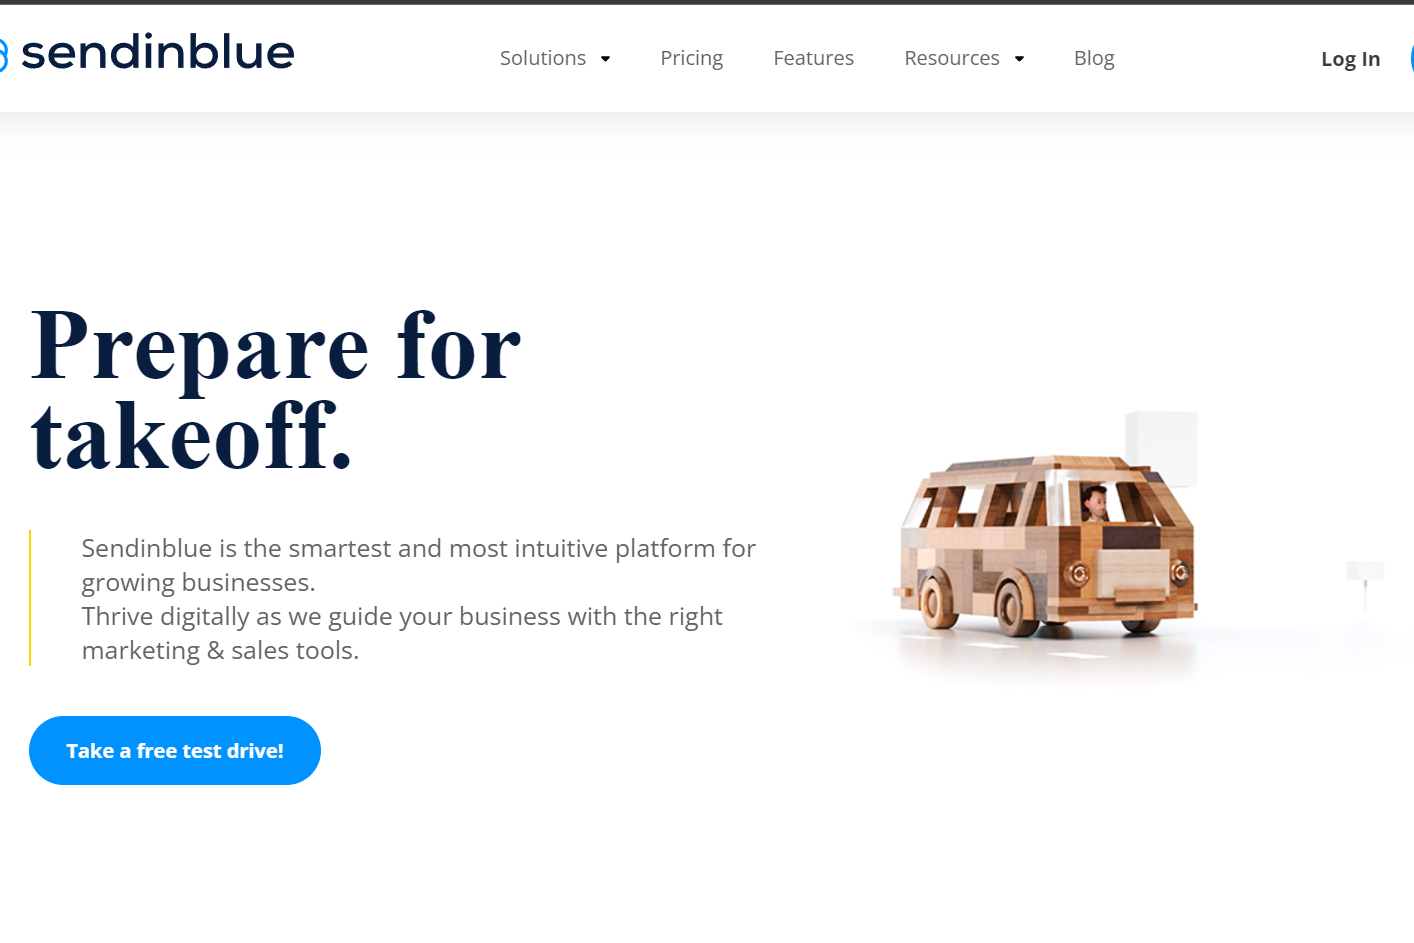 sendinblue
Solutions
Pricing
Features
Resources
Blog
Log In
Prepare for
takeoff.
Sendinblue is the smartest and most intuitive platform for
growing businesses.
Thrive digitally as we guide your business with the right
marketing & sales tools.
Take a free test drive!